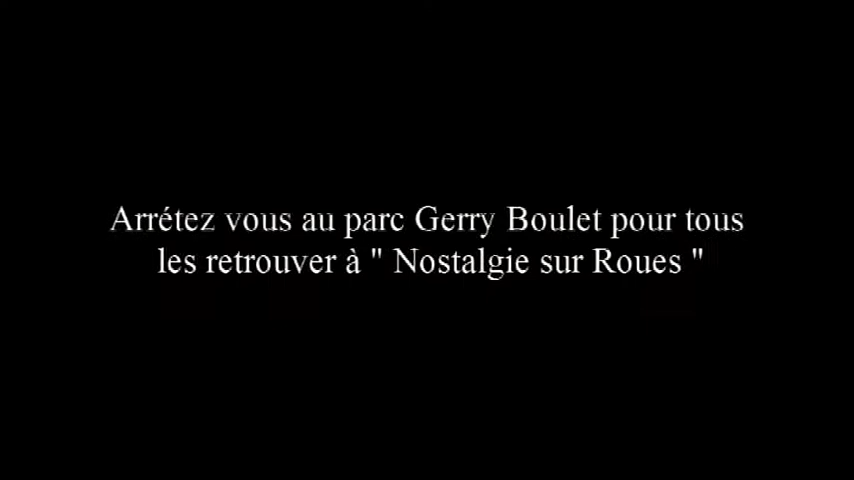 Arrétez vous au parc Gerry Boulet pour tous
les retrouver à " Nostalgie sur Roues "